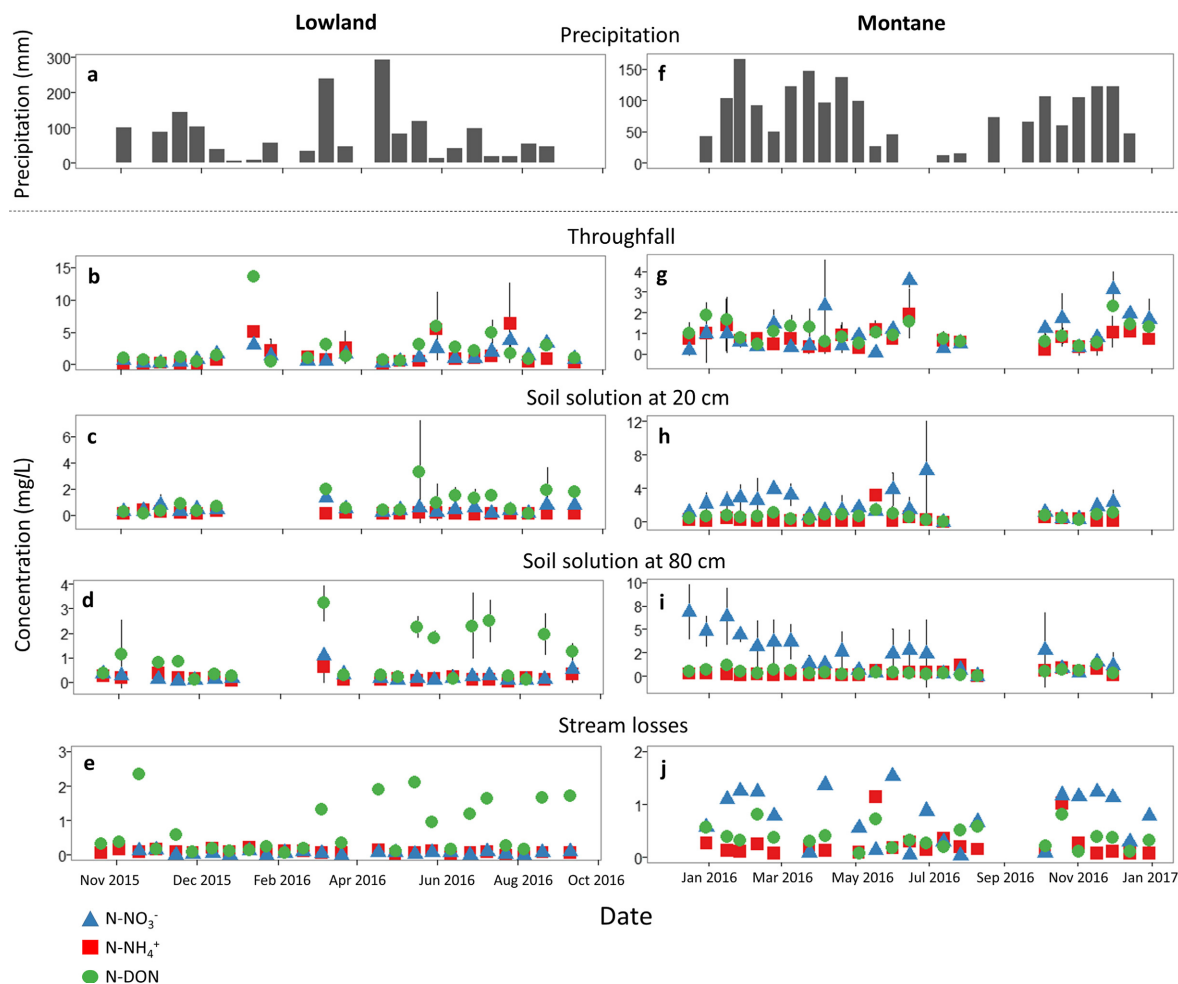 Lowland
Montane
Precipitation
Precipitation (mm)
a
300
200
100
0
f
150
100
50
0
Throughfall
b
15
10
5
0
g
4
3
2
1
0
Soil solution at 20 cm
c
6
4
2
0
h
12
8
4
0
Concentration (mg/L)
Soil solution at 80 cm
d
4
3
2
1
0
i
10
8
5
2
0
Stream losses
e
3
2
1
0
j
2
1
0
Nov 2015 Dec 2015 Feb 2016 Apr 2016 Jun 2016 Aug 2016 Oct 2016
Jan 2016 Mar 2016 May 2016 Jul 2016 Sep 2016 Nov 2016 Jan 2017
Date
N-NO₃⁻
N-NH₄⁺
N-DON